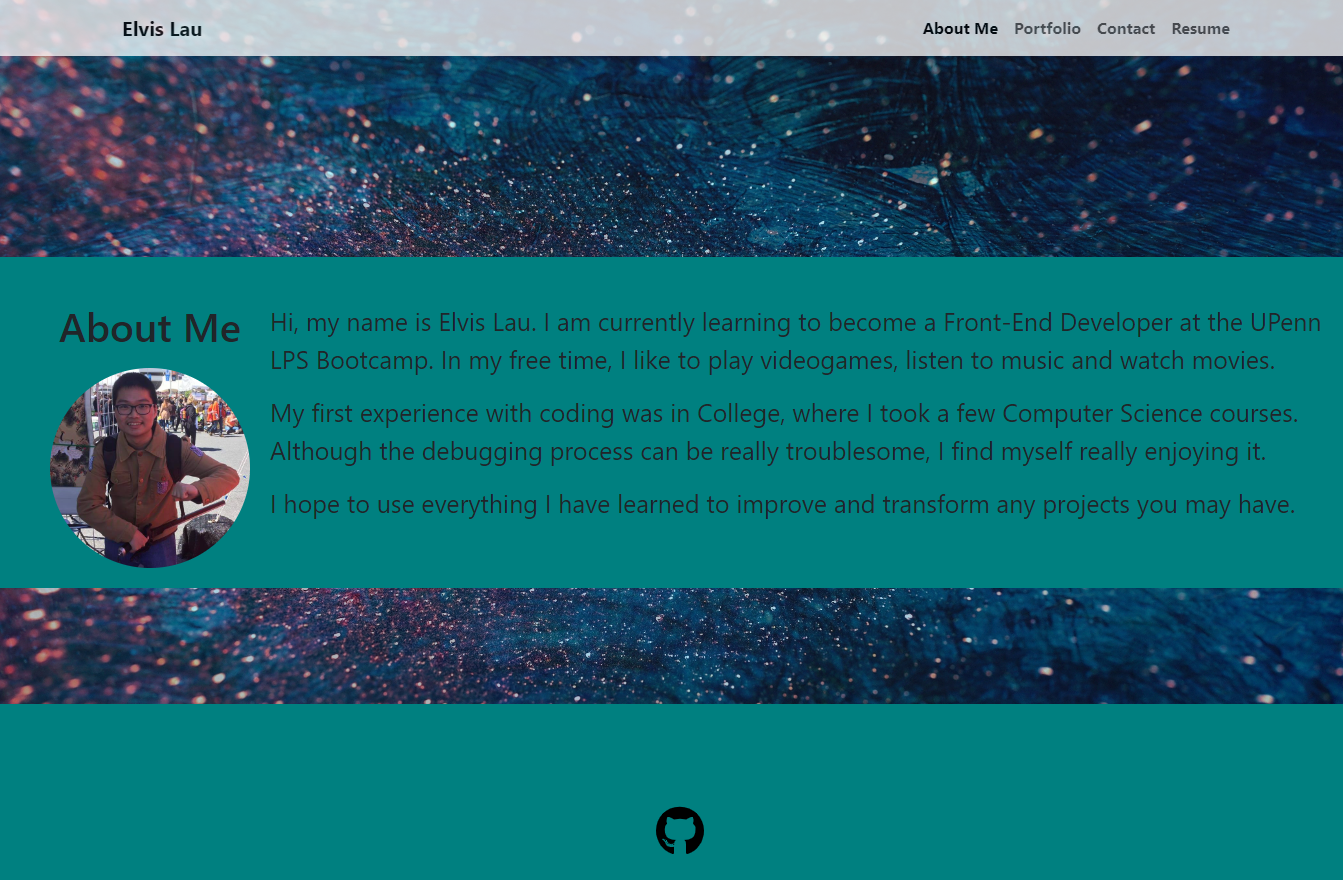 Elvis Lau
About Me Portfolio Contact Resume
About Me
Hi, my name is Elvis Lau. I am currently learning to become a Front-End Developer at the UPenn
LPS Bootcamp. In my free time, I like to play videogames, listen to music and watch movies.
My first experience with coding was in College, where I took a few Computer Science courses.
Although the debugging process can be really troublesome, I find myself really enjoying it.
I hope to use everything I have learned to improve and transform any projects you may have.